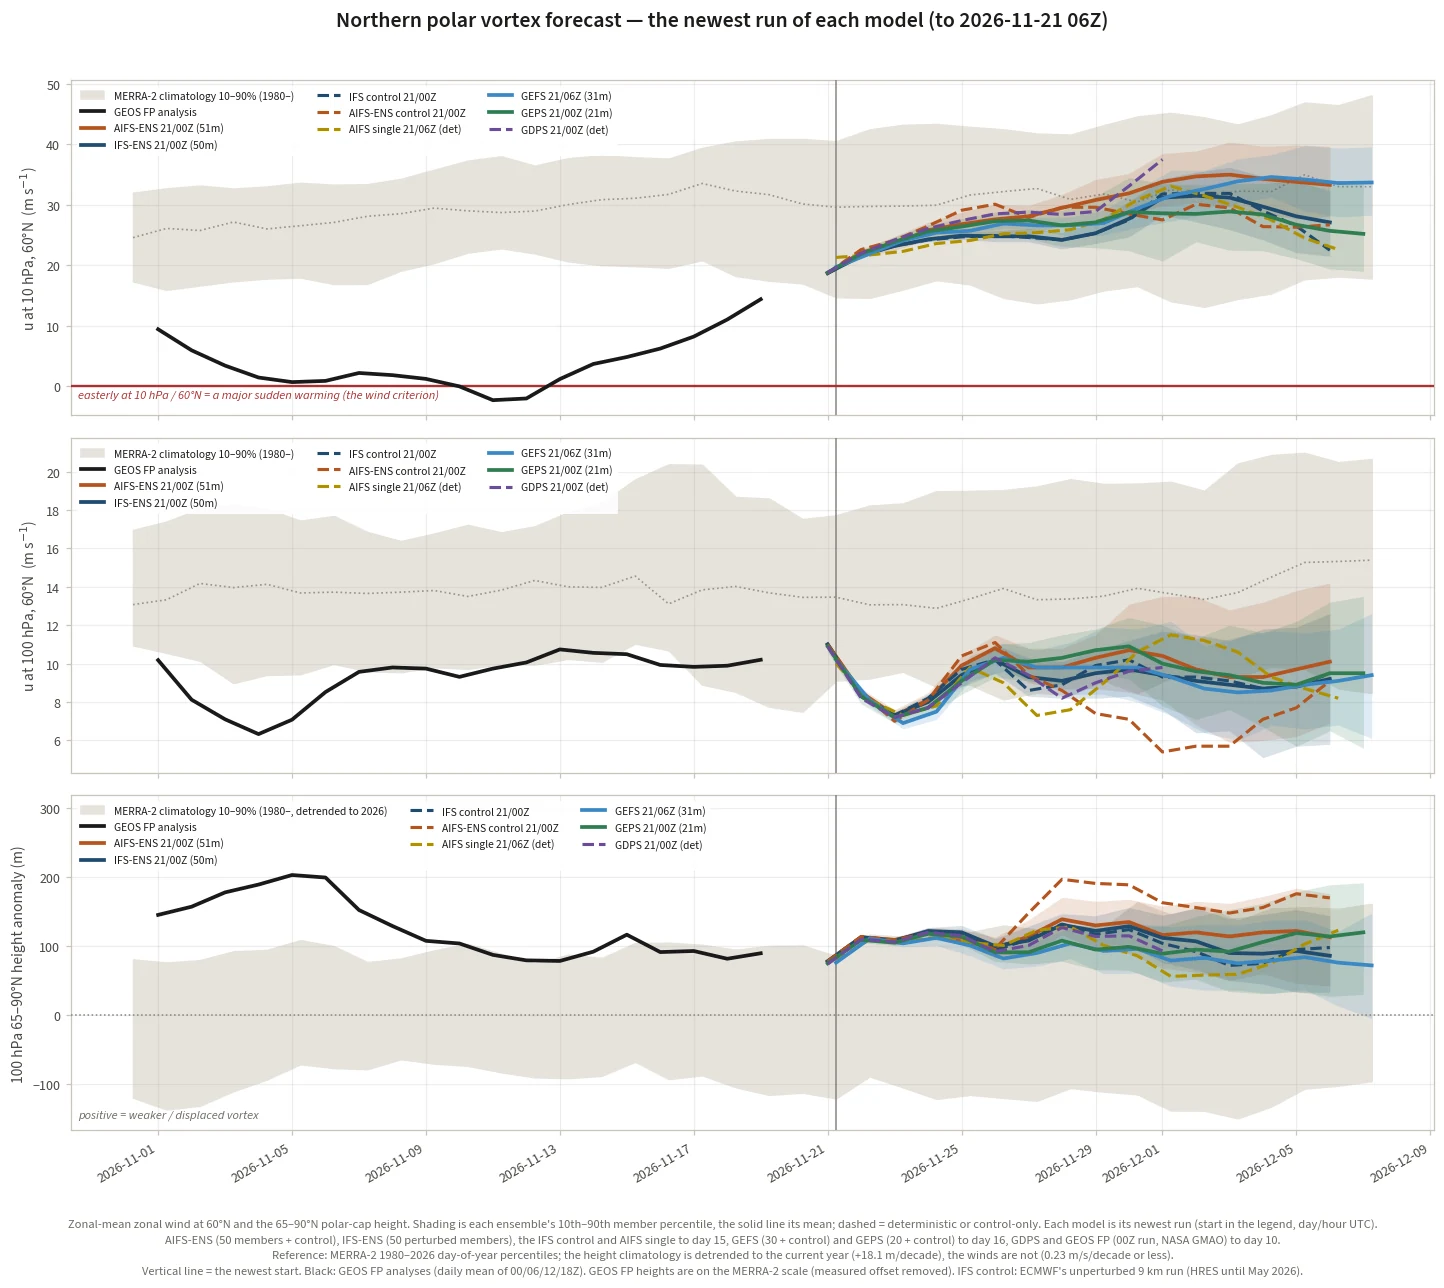 Northern polar vortex forecast — the newest run of each model (to 2026-11-21 06Z)
u at 10 hPa, 60°N (m s⁻¹)
50
40
30
20
10
0
MERRA-2 climatology 10–90% (1980–)
GEOS FP analysis
AIFS-ENS 21/00Z (51m)
IFS-ENS 21/00Z (50m)
IFS control 21/00Z
AIFS-ENS control 21/00Z
AIFS single 21/06Z (det)
GEFS 21/06Z (31m)
GEPS 21/00Z (21m)
GDPS 21/00Z (det)
easterly at 10 hPa / 60°N = a major sudden warming (the wind criterion)
u at 100 hPa, 60°N (m s⁻¹)
20
18
16
14
12
10
8
6
MERRA-2 climatology 10–90% (1980–)
GEOS FP analysis
AIFS-ENS 21/00Z (51m)
IFS-ENS 21/00Z (50m)
IFS control 21/00Z
AIFS-ENS control 21/00Z
AIFS single 21/06Z (det)
GEFS 21/06Z (31m)
GEPS 21/00Z (21m)
GDPS 21/00Z (det)
100 hPa 65–90°N height anomaly (m)
300
200
100
0
−100
MERRA-2 climatology 10–90% (1980–, detrended to 2026)
GEOS FP analysis
AIFS-ENS 21/00Z (51m)
IFS-ENS 21/00Z (50m)
IFS control 21/00Z
AIFS-ENS control 21/00Z
AIFS single 21/06Z (det)
GEFS 21/06Z (31m)
GEPS 21/00Z (21m)
GDPS 21/00Z (det)
positive = weaker / displaced vortex
2026-11-01
2026-11-05
2026-11-09
2026-11-13
2026-11-17
2026-11-21
2026-11-25
2026-11-29
2026-12-01
2026-12-05
2026-12-09
Zonal-mean zonal wind at 60°N and the 65–90°N polar-cap height. Shading is each ensemble's 10th–90th member percentile, the solid line its mean; dashed = deterministic or control-only. Each model is its newest run (start in the legend, day/hour UTC).
AIFS-ENS (50 members + control), IFS-ENS (50 perturbed members), the IFS control and AIFS single to day 15, GEFS (30 + control) and GEPS (20 + control) to day 16, GDPS and GEOS FP (00Z run, NASA GMAO) to day 10.
Reference: MERRA-2 1980–2026 day-of-year percentiles; the height climatology is detrended to the current year (+18.1 m/decade), the winds are not (0.23 m/s/decade or less).
Vertical line = the newest start. Black: GEOS FP analyses (daily mean of 00/06/12/18Z). GEOS FP heights are on the MERRA-2 scale (measured offset removed). IFS control: ECMWF's unperturbed 9 km run (HRES until May 2026).